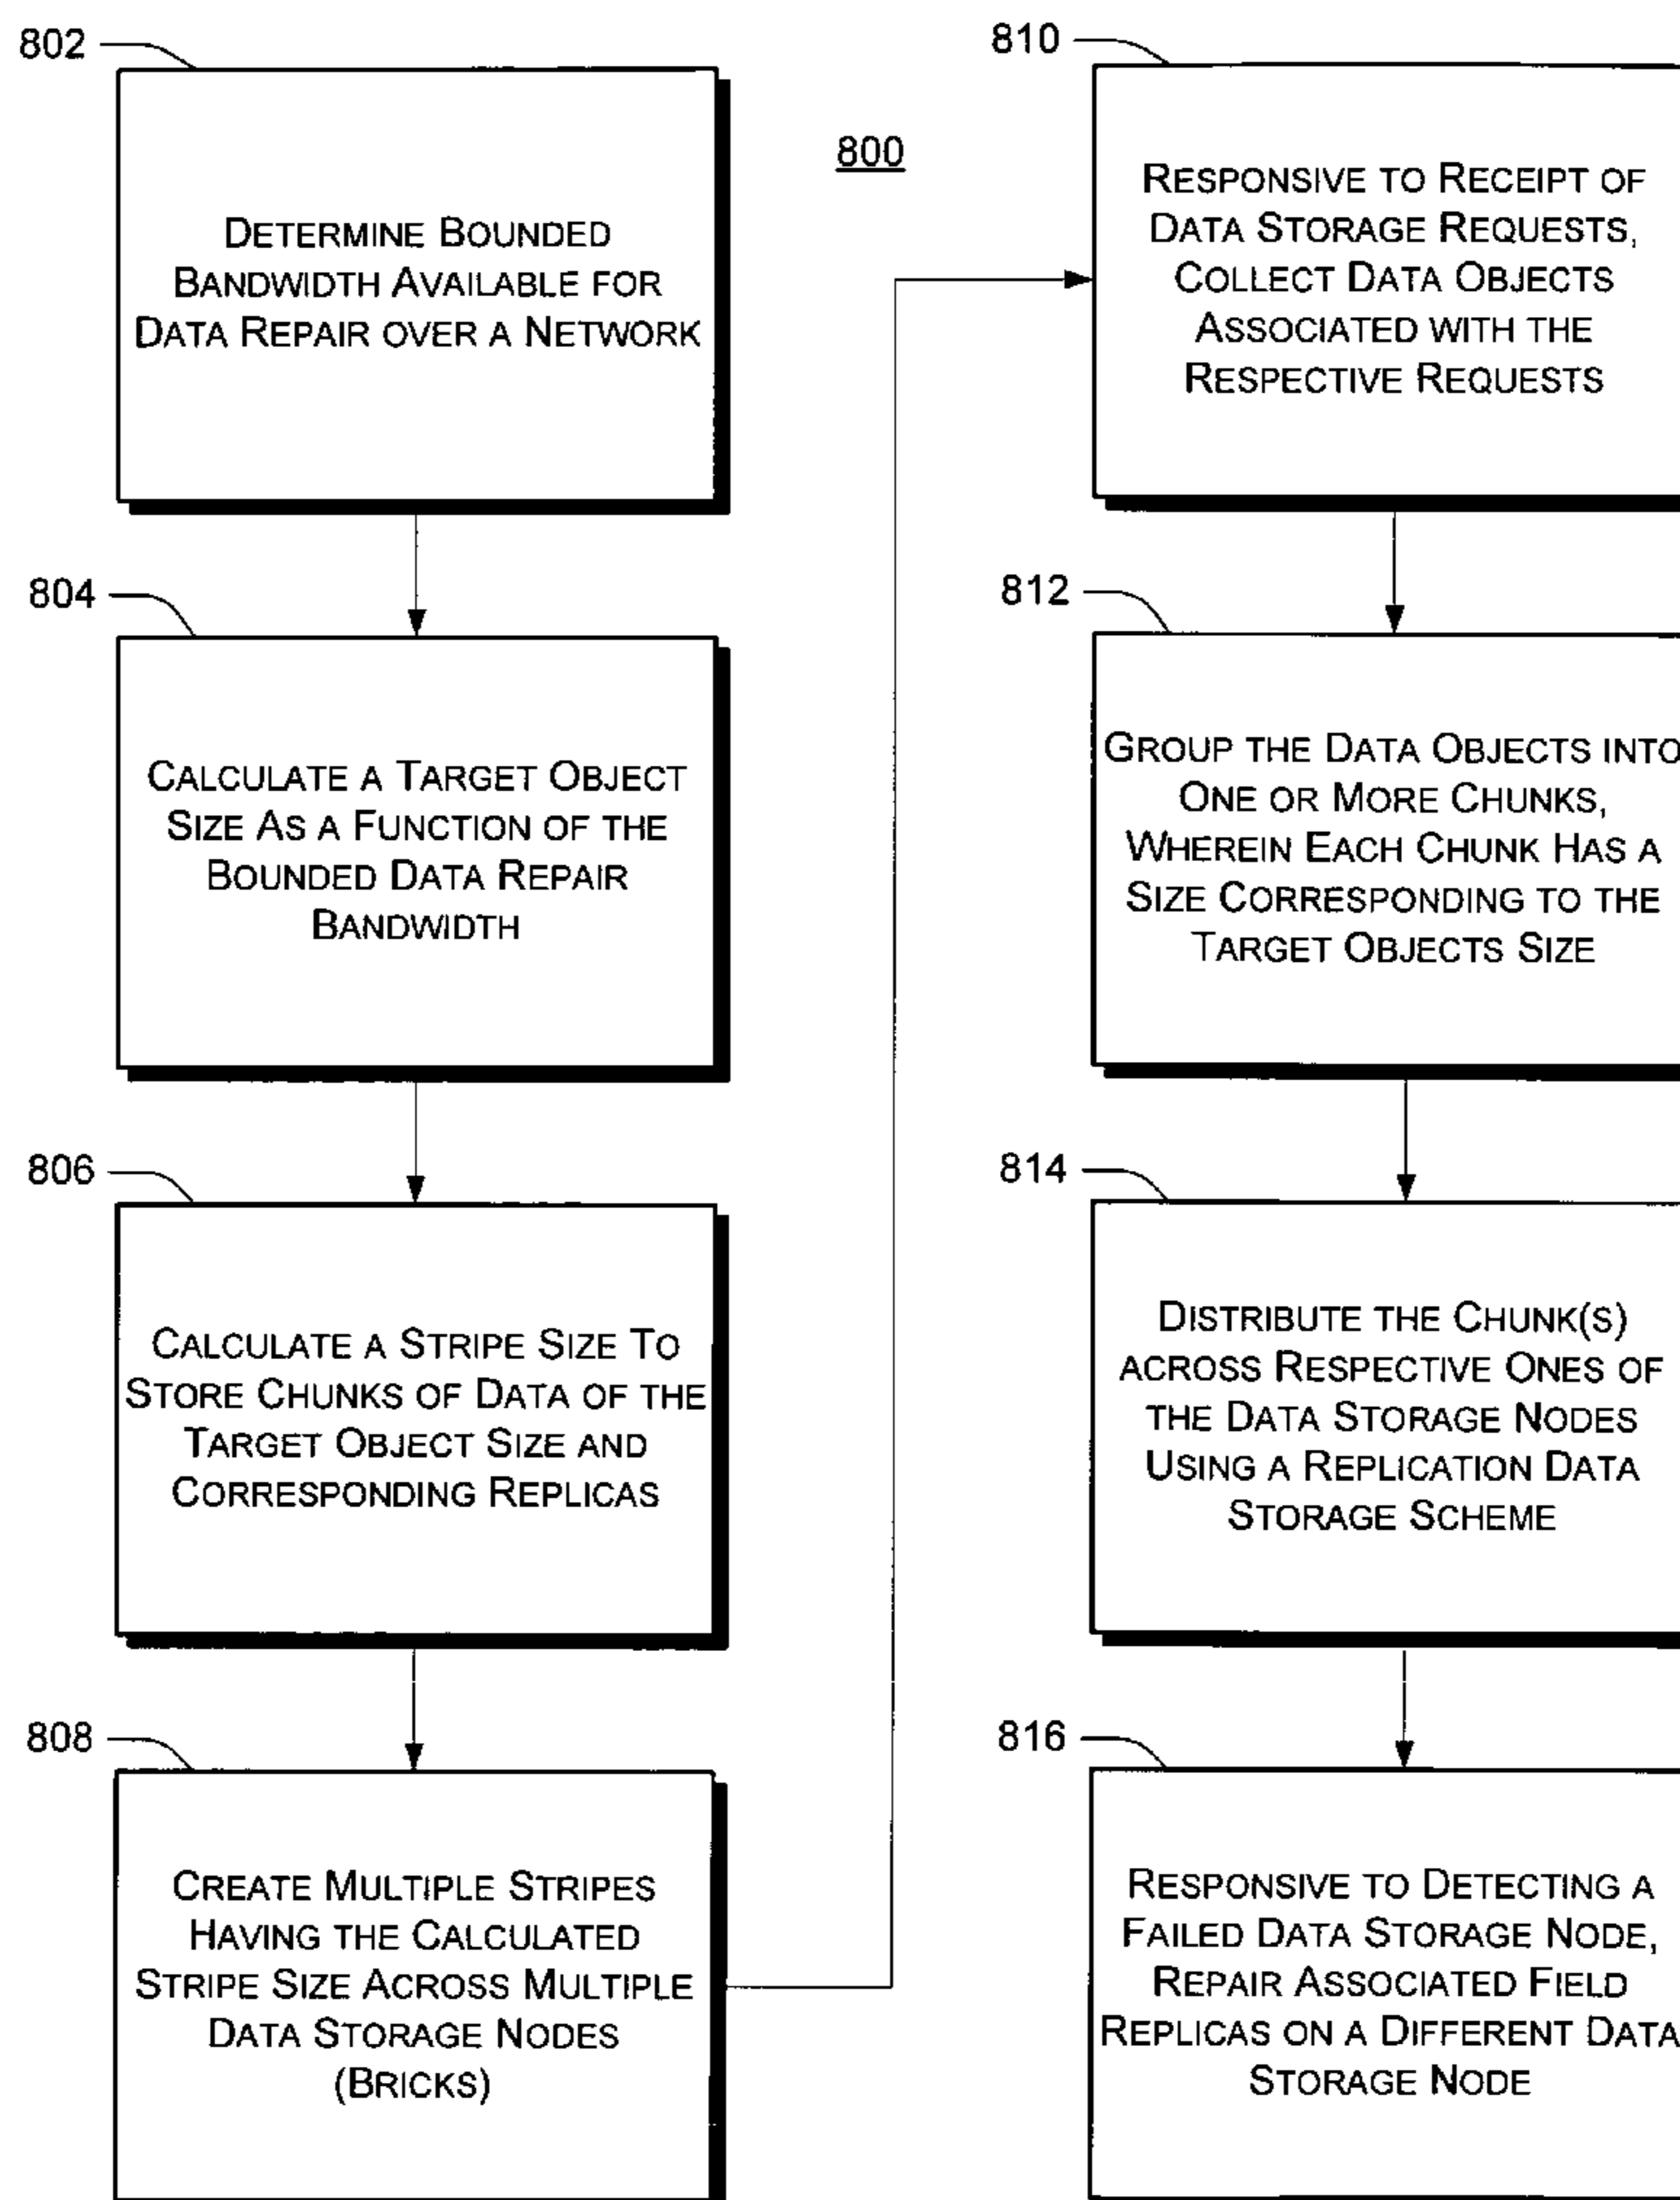 802
DETERMINE BOUNDED
BANDWIDTH AVAILABLE FOR
DATA REPAIR OVER A NETWORK
804
CALCULATE A TARGET OBJECT
SIZE AS A FUNCTION OF THE
BOUNDED DATA REPAIR
BANDWIDTH
806
CALCULATE A STRIPE SIZE TO
STORE CHUNKS OF DATA OF THE
TARGET OBJECT SIZE AND
CORRESPONDING REPLICAS
808
CREATE MULTIPLE STRIPES
HAVING THE CALCULATED
STRIPE SIZE ACROSS MULTIPLE
DATA STORAGE NODES
(BRICKS)
800
810
RESPONSIVE TO RECEIPT OF
DATA STORAGE REQUESTS,
COLLECT DATA OBJECTS
ASSOCIATED WITH THE
RESPECTIVE REQUESTS
812
GROUP THE DATA OBJECTS INTO
ONE OR MORE CHUNKS,
WHEREIN EACH CHUNK HAS A
SIZE CORRESPONDING TO THE
TARGET OBJECTS SIZE
814
DISTRIBUTE THE CHUNK(S)
ACROSS RESPECTIVE ONES OF
THE DATA STORAGE NODES
USING A REPLICATION DATA
STORAGE SCHEME
816
RESPONSIVE TO DETECTING A
FAILED DATA STORAGE NODE,
REPAIR ASSOCIATED FIELD
REPLICAS ON A DIFFERENT DATA
STORAGE NODE